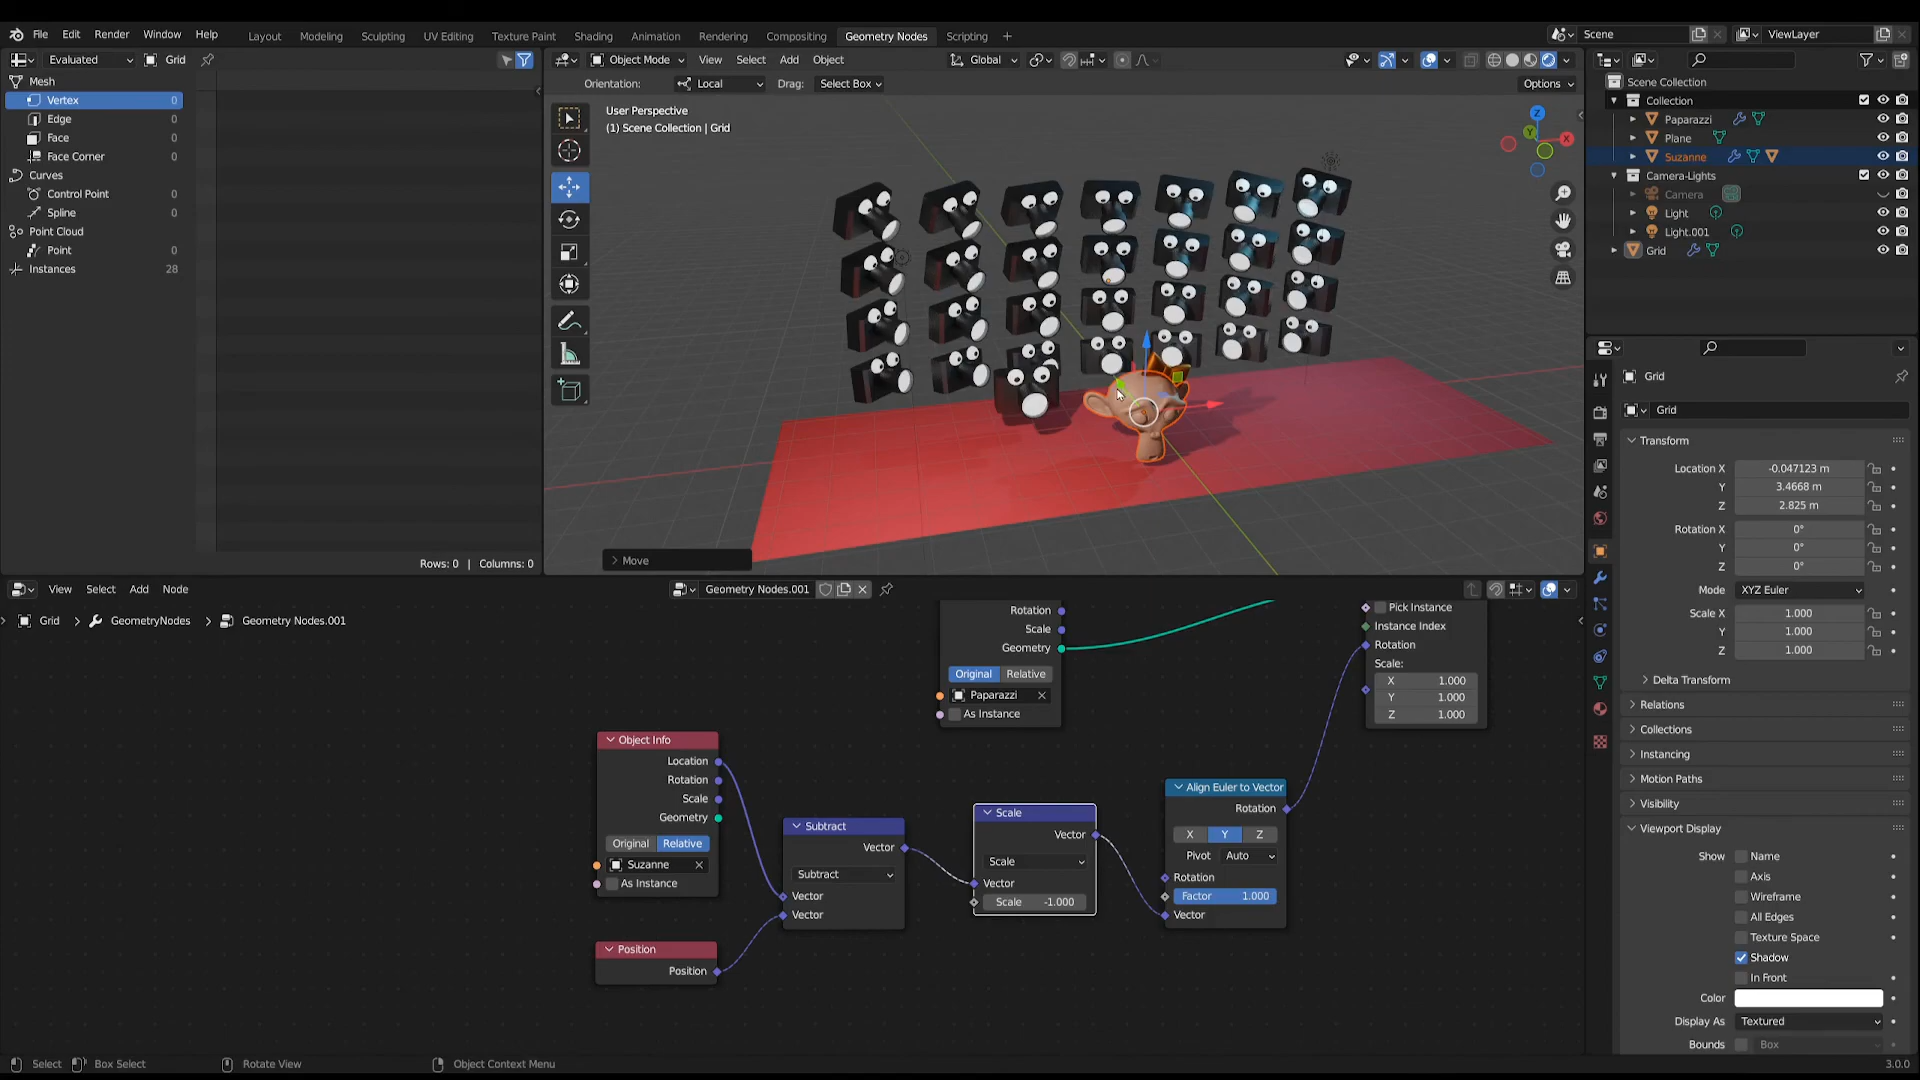 File Edit Render Window Help Layout Modeling Sculpting UV Editing Texture Paint Shading Animation Rendering Compositing Geometry Nodes Scripting + Scene ViewLayer
Evaluated Grid
Object Mode View Select Add Object Global
Orientation: Local Drag: Select Box Options
Mesh
Vertex 0
Edge 0
Face 0
Face Corner 0
Curves
Control Point 0
Spline 0
Point Cloud
Point 0
Instances 28
Rows: 0 | Columns: 0
User Perspective
(1) Scene Collection | Grid
Z
Y
X
Move
Scene Collection
Collection
Paparazzi
Plane
Suzanne
Camera-Lights
Camera
Light
Light.001
Grid
Grid
Grid
Transform
Location X -0.047123 m
Y 3.4668 m
Z 2.825 m
Rotation X 0°
Y 0°
Z 0°
Mode XYZ Euler
Scale X 1.000
Y 1.000
Z 1.000
Delta Transform
Relations
Collections
Instancing
Motion Paths
Visibility
Viewport Display
Show Name
Axis
Wireframe
All Edges
Texture Space
Shadow
In Front
Color
Display As Textured
Bounds Box
View Select Add Node Geometry Nodes.001
Grid > GeometryNodes > Geometry Nodes.001
Rotation
Scale
Geometry
Original Relative
Paparazzi
As Instance
Pick Instance
Instance Index
Rotation
Scale:
X 1.000
Y 1.000
Z 1.000
Object Info
Location
Rotation
Scale
Geometry
Original Relative
Suzanne
As Instance
Position
Position
Subtract
Vector
Subtract
Vector
Vector
Scale
Vector
Scale
Vector
Scale -1.000
Align Euler to Vector
Rotation
X Y Z
Pivot Auto
Rotation
Factor 1.000
Vector
Select Box Select Rotate View Object Context Menu 3.0.0